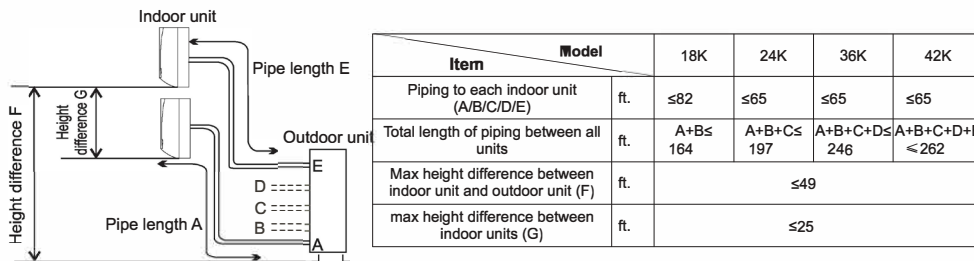 Indoor unit
Pipe length E
Height difference F
Height
difference G
Outdoor unit
E
D
C
B
A
Pipe length A
Model
Item
18K
24K
36K
42K
Piping to each indoor unit
(A/B/C/D/E)
ft.
≤82
≤65
≤65
≤65
Total length of piping between all
units
ft.
A+B≤
164
A+B+C≤
197
A+B+C+D≤
246
A+B+C+D+
≤262
Max height difference between
indoor unit and outdoor unit (F)
ft.
≤49
max height difference between
indoor units (G)
ft.
≤25